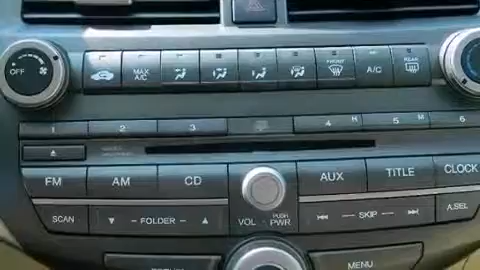 OFF MAX A/C FRONT A/C REAR
1 2 3 4 5 6
FM AM CD AUX TITLE CLOCK
SCAN FOLDER VOL PUSH PWR SKIP A.SEL
MENU